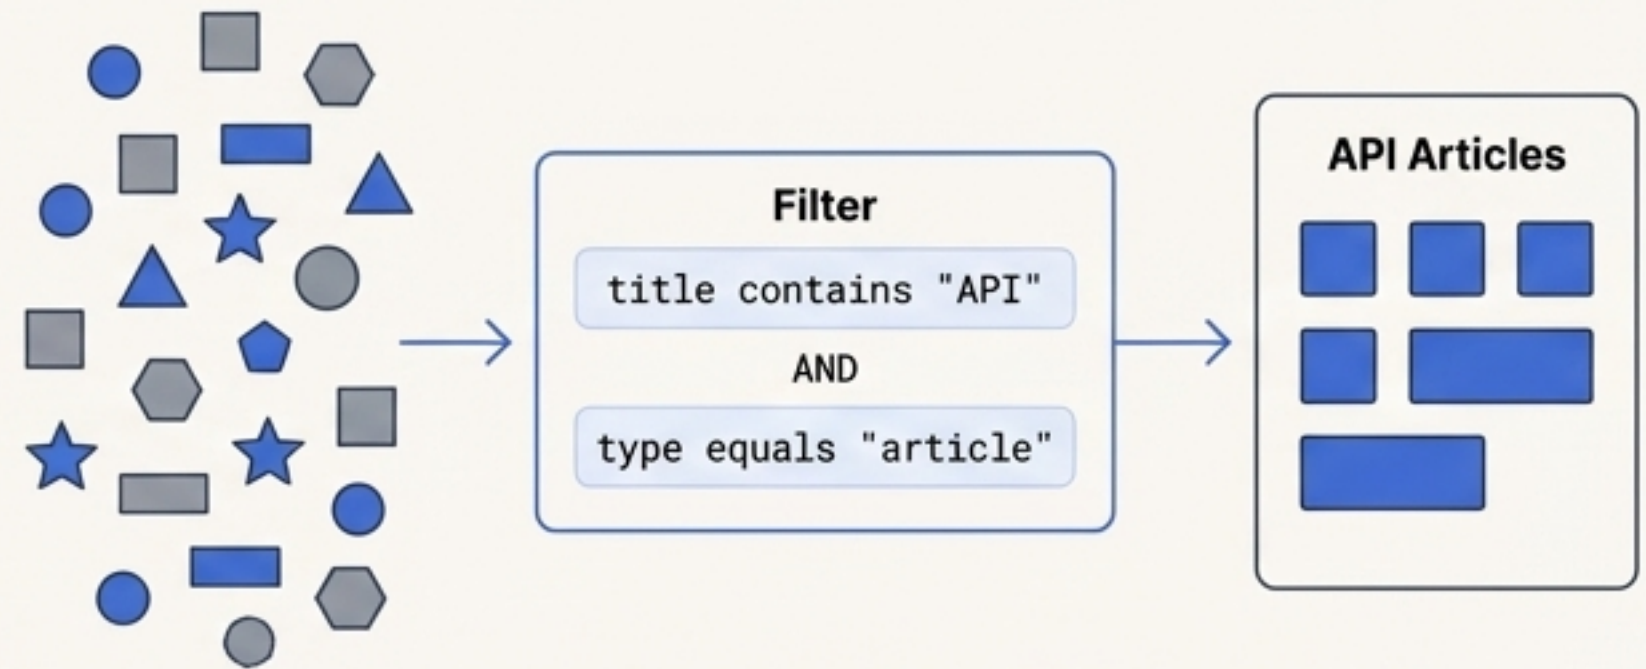 Filter
title contains "API"
AND
type equals "article"
API Articles